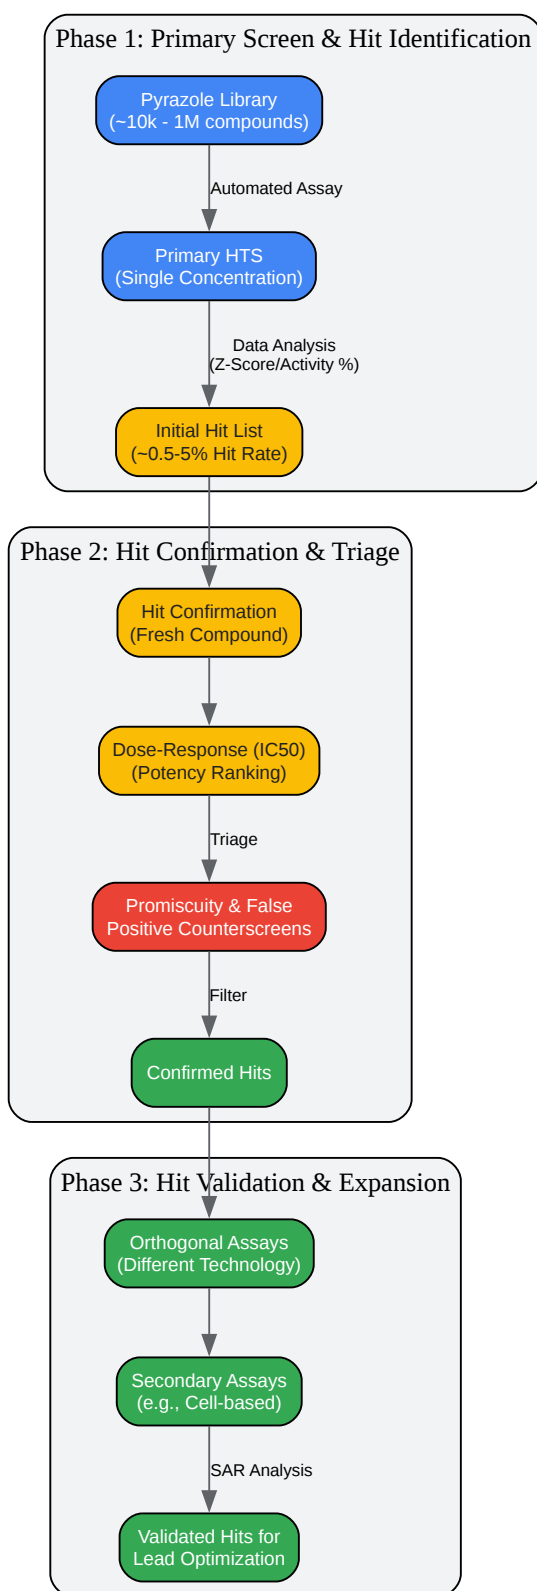 Phase 1: Primary Screen & Hit Identification
Pyrazole Library
(~10k - 1M compounds)
Automated Assay
Primary HTS
(Single Concentration)
Data Analysis
(Z-Score/Activity %)
Initial Hit List
(~0.5-5% Hit Rate)
Phase 2: Hit Confirmation & Triage
Hit Confirmation
(Fresh Compound)
Dose-Response (IC50)
(Potency Ranking)
Triage
Promiscuity & False
Positive Counterscreens
Filter
Confirmed Hits
Phase 3: Hit Validation & Expansion
Orthogonal Assays
(Different Technology)
Secondary Assays
(e.g., Cell-based)
SAR Analysis
Validated Hits for
Lead Optimization